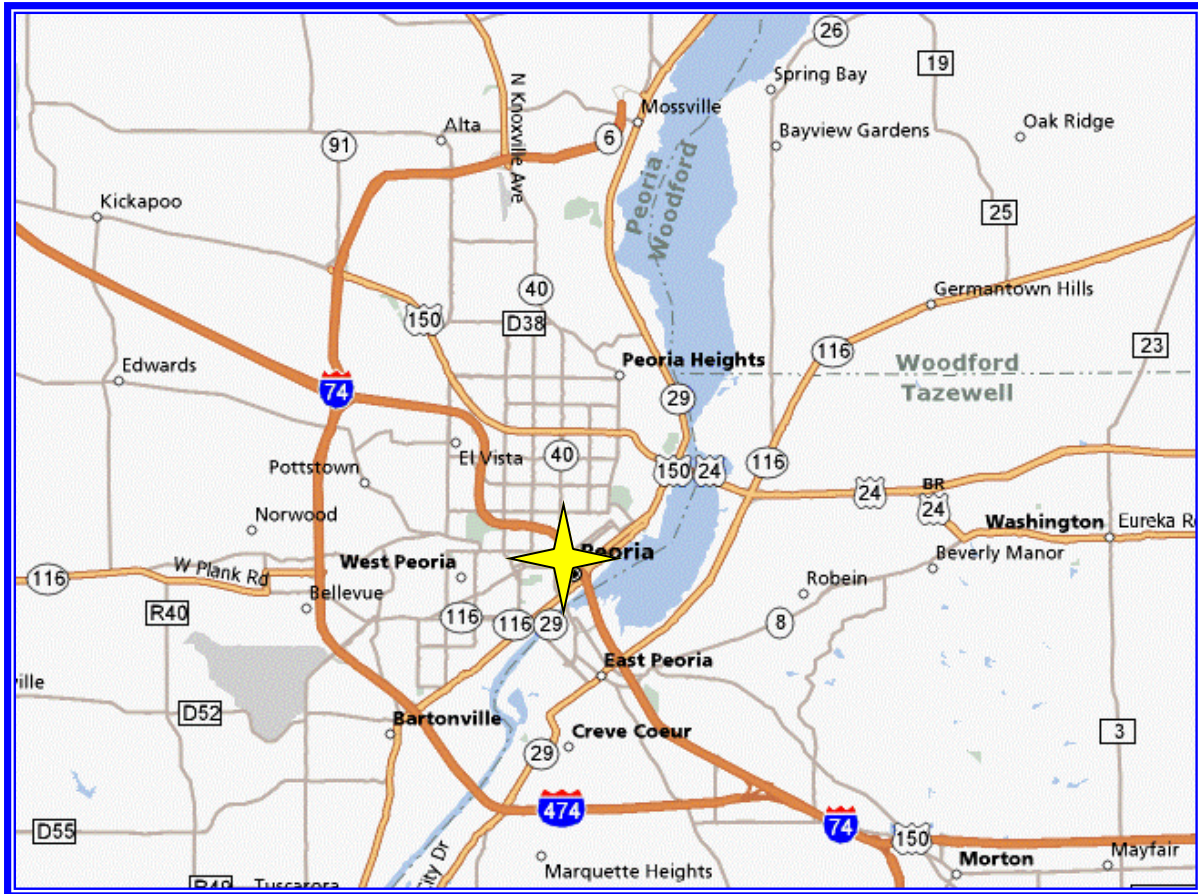 26
19
Spring Bay
N Knoxville Ave
Mossville
Oak Ridge
Alta
6
Bayview Gardens
91
Peoria
Woodford
Kickapoo
25
40
Germantown Hills
150
D38
116
23
Edwards
Peoria Heights
Woodford
Tazewell
74
29
El Vista
40
Pottstown
150
24
116
24
BR
24
Norwood
Washington
Eureka
Peoria
Beverly Manor
West Peoria
116
W Plank Rd
Robein
Bellevue
R40
116
116
29
8
East Peoria
ville
D52
Bartonville
Creve Coeur
3
29
474
74
D55
150
City Dr
Marquette Heights
Morton
Mayfair
R49
Tuscarora